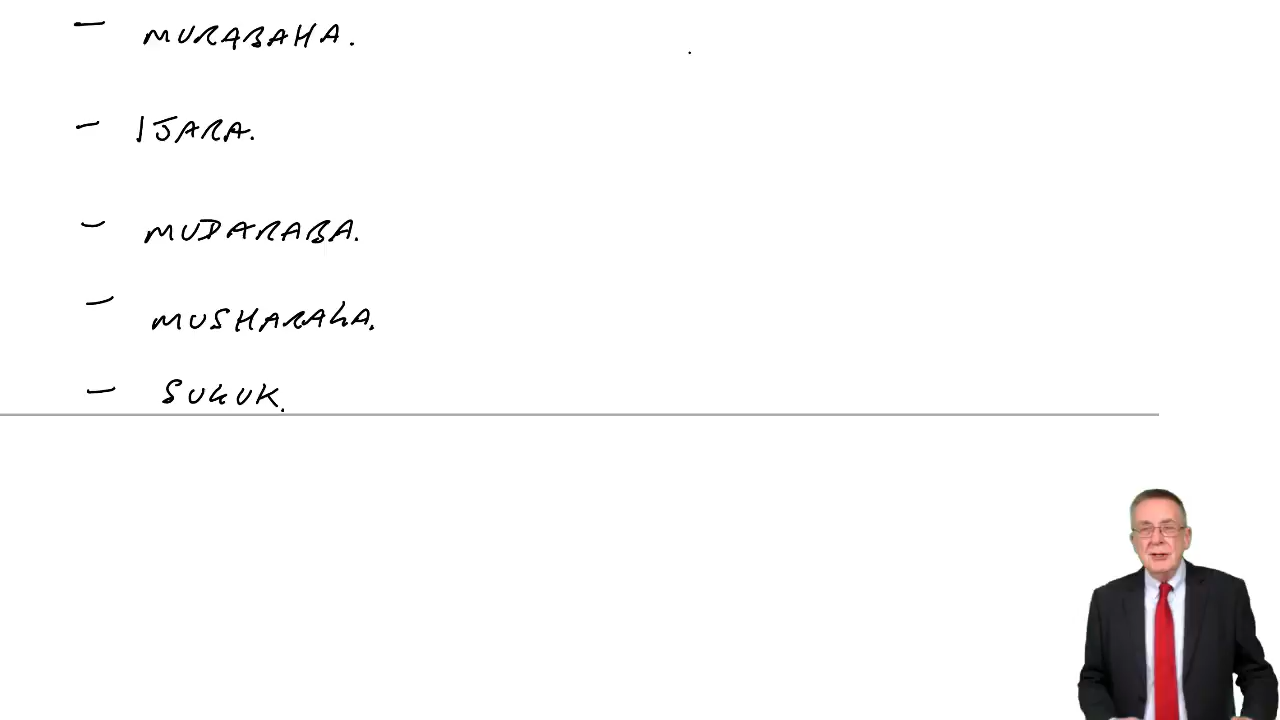 - MURABAHA.
- IJARA.
- MUDARABA.
- MUSHARAKA.
- SUKUK.